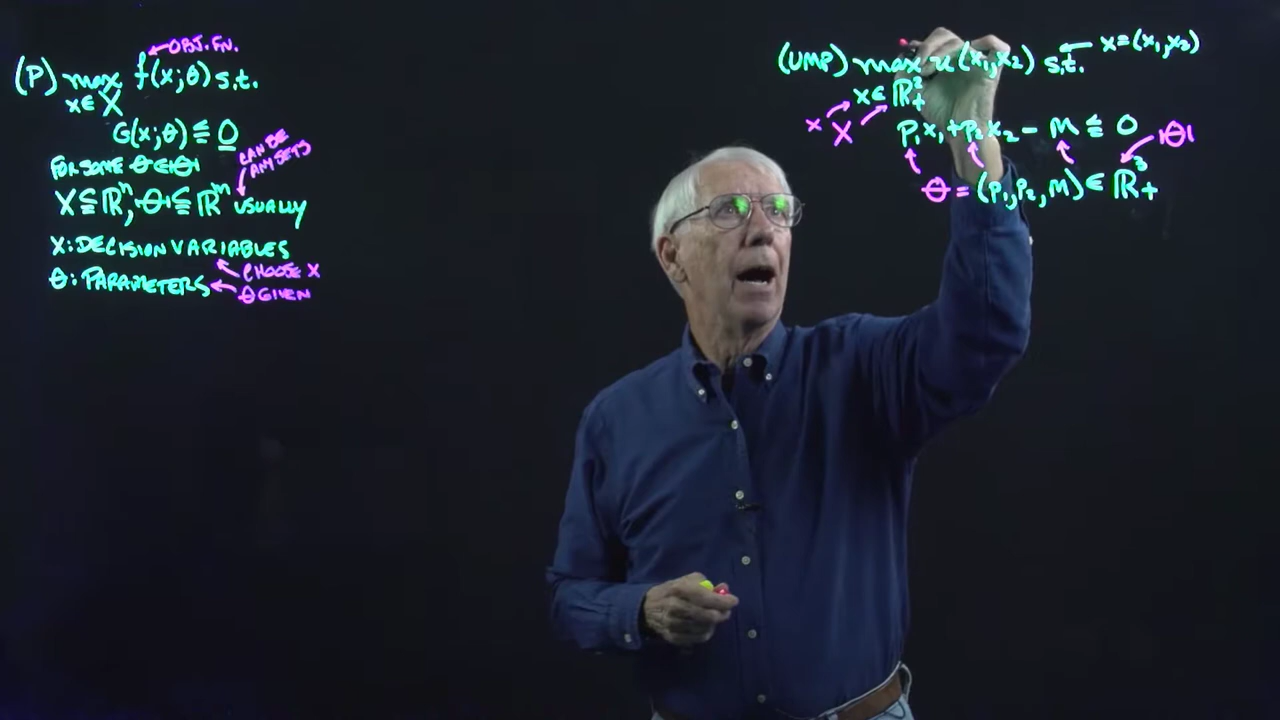 ← OBJ. FN.
(P) max f(x;θ) s.t.
x∈X
G(x;θ) ≦ 0
FOR SOME θ∈Θ
CAN BE
ANY SETS
X⊆ℝⁿ, Θ⊆ℝᵐ USUALLY
X: DECISION VARIABLES
CHOOSE X
θ: PARAMETERS
θ GIVEN
(UMP) max u(x₁,x₂) s.t. ← x=(x₁,x₂)
x∈ℝ²₊
x X
P₁x₁+P₂x₂ - M ≦ 0
Θ
θ = (P₁,P₂,M) ∈ ℝ³₊